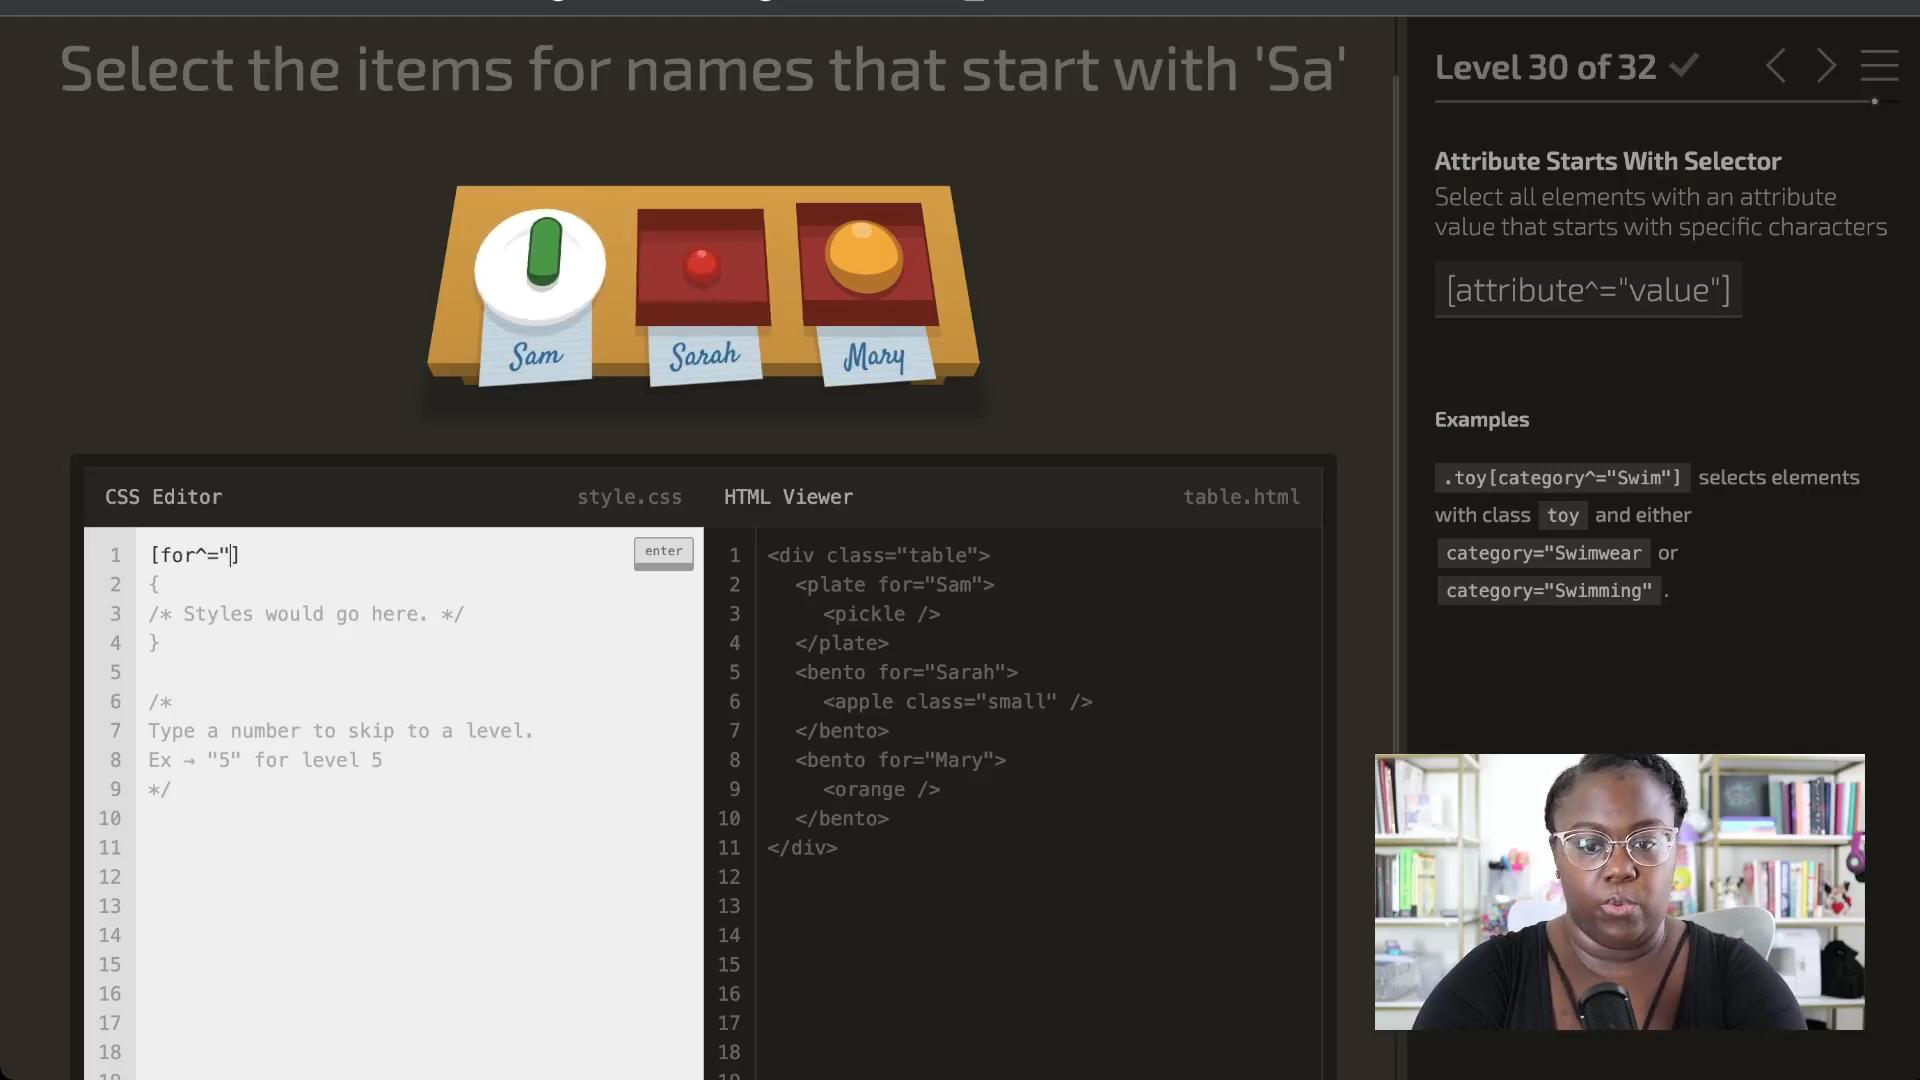 Select the items for names that start with 'Sa'
Sam
Sarah
Mary
CSS Editor
style.css
1 [for^="]
enter
2 {
3 /* Styles would go here. */
4 }
5
6 /*
7 Type a number to skip to a level.
8 Ex → "5" for level 5
9 */
10
11
12
13
14
15
16
17
18
HTML Viewer
table.html
1 <div class="table">
2 <plate for="Sam">
3 <pickle />
4 </plate>
5 <bento for="Sarah">
6 <apple class="small" />
7 </bento>
8 <bento for="Mary">
9 <orange />
10 </bento>
11 </div>
12
13
14
15
16
17
18
Level 30 of 32
Attribute Starts With Selector
Select all elements with an attribute
value that starts with specific characters
[attribute^="value"]
Examples
.toy[category^="Swim"] selects elements
with class toy and either
category="Swimwear or
category="Swimming" .